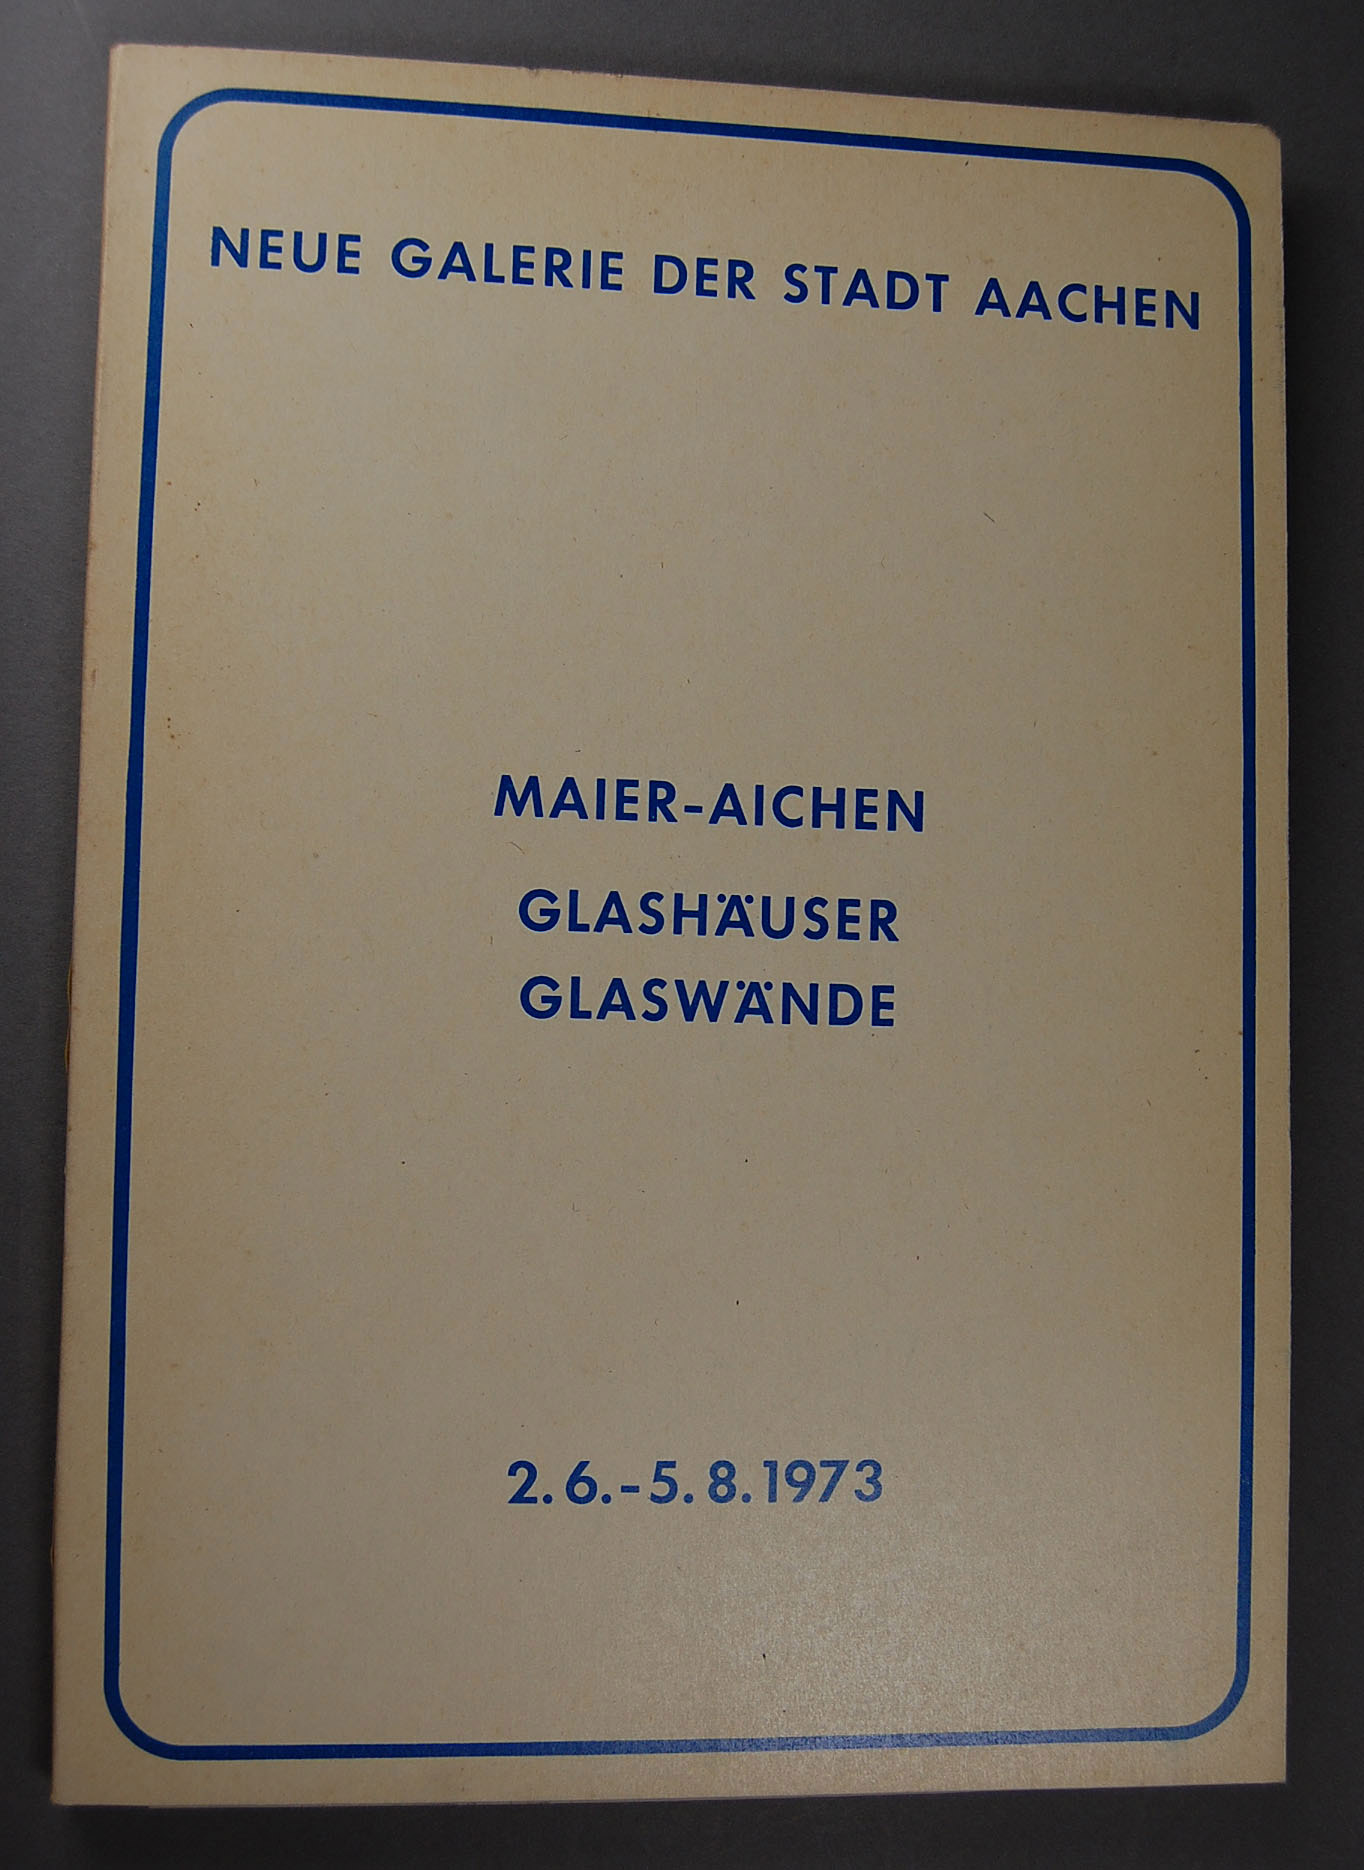 NEUE GALERIE DER STADT AACHEN
MAIER-AICHEN
GLASHÄUSER
GLASWÄNDE
2.6.-5.8.1973